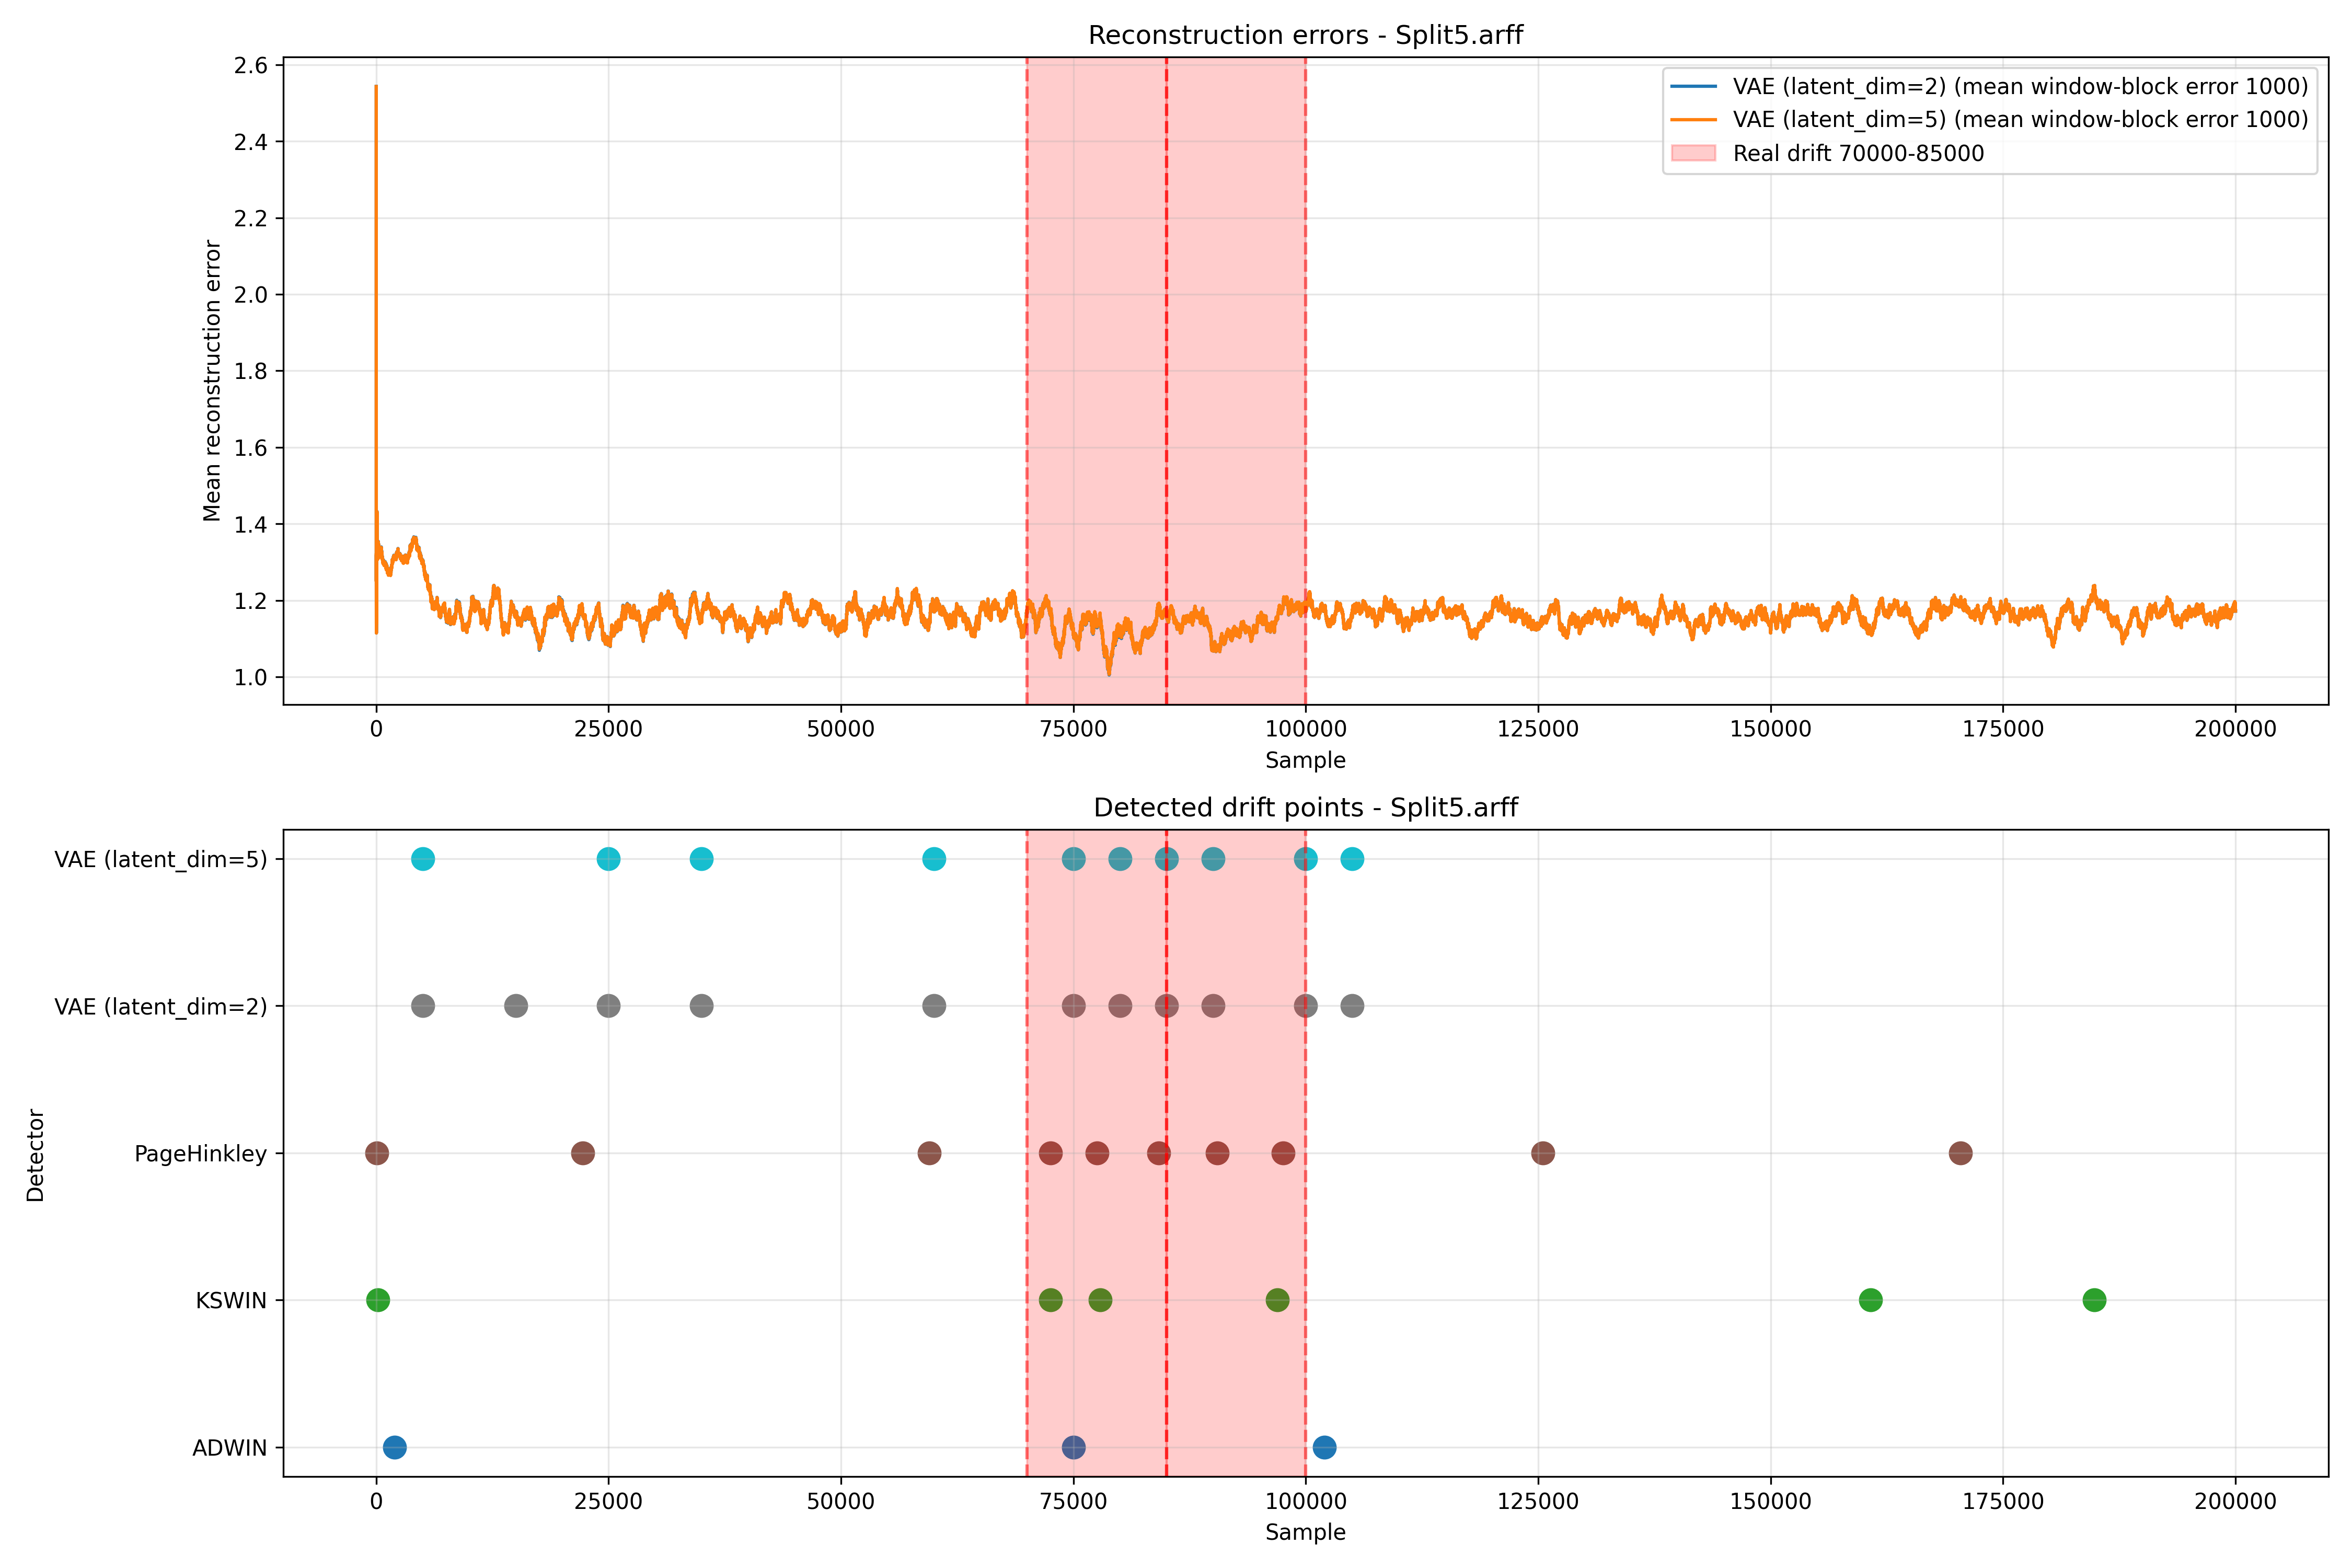 Reconstruction errors - Split5.arff
2.6
2.4
2.2
2.0
1.8
1.6
1.4
1.2
1.0
Mean reconstruction error
VAE (latent_dim=2) (mean window-block error 1000)
VAE (latent_dim=5) (mean window-block error 1000)
Real drift 70000-85000
0 25000 50000 75000 100000 125000 150000 175000 200000
Sample
Detected drift points - Split5.arff
VAE (latent_dim=5)
VAE (latent_dim=2)
PageHinkley
KSWIN
ADWIN
Detector
0 25000 50000 75000 100000 125000 150000 175000 200000
Sample